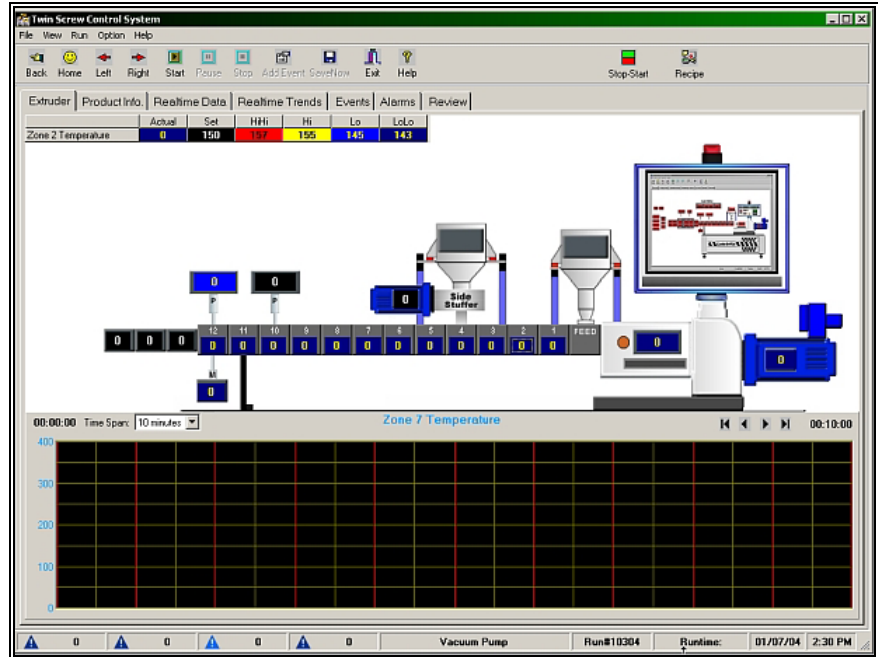 Twin Screw Control System
File View Run Option Help
Back Home Left Right Start Pause Stop Add Event SaveNow Exit Help Stop-Start Recipe
Extruder Product Info. Realtime Data Realtime Trends Events Alarms Review
Actual Set HiHi Hi Lo LoLo
Zone 2 Temperature 0 150 157 155 145 143
0 0
P P
0 Side Stuffer
12 11 10 9 8 7 6 5 4 3 2 1 FEED
0 0 0 0 0 0 0 0 0 0 0 0 0 0 0 0 0
M
0
00:00:00 Time Span: 10 minutes Zone 7 Temperature 00:10:00
400
300
200
100
0
0 0 0 0 Vacuum Pump Run#10304 Runtime: 01/07/04 2:30 PM